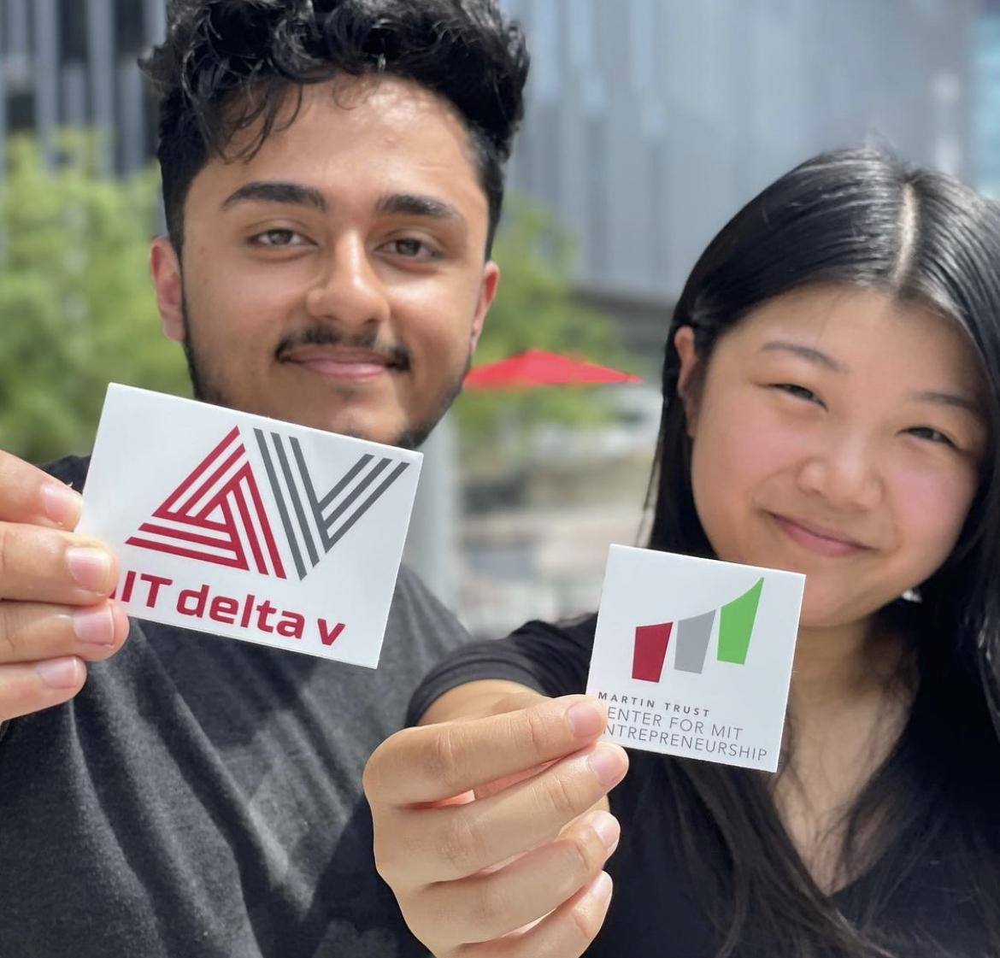 IT delta v
MARTIN TRUST
ENTER FOR MIT
NTREPRENEURSHIP